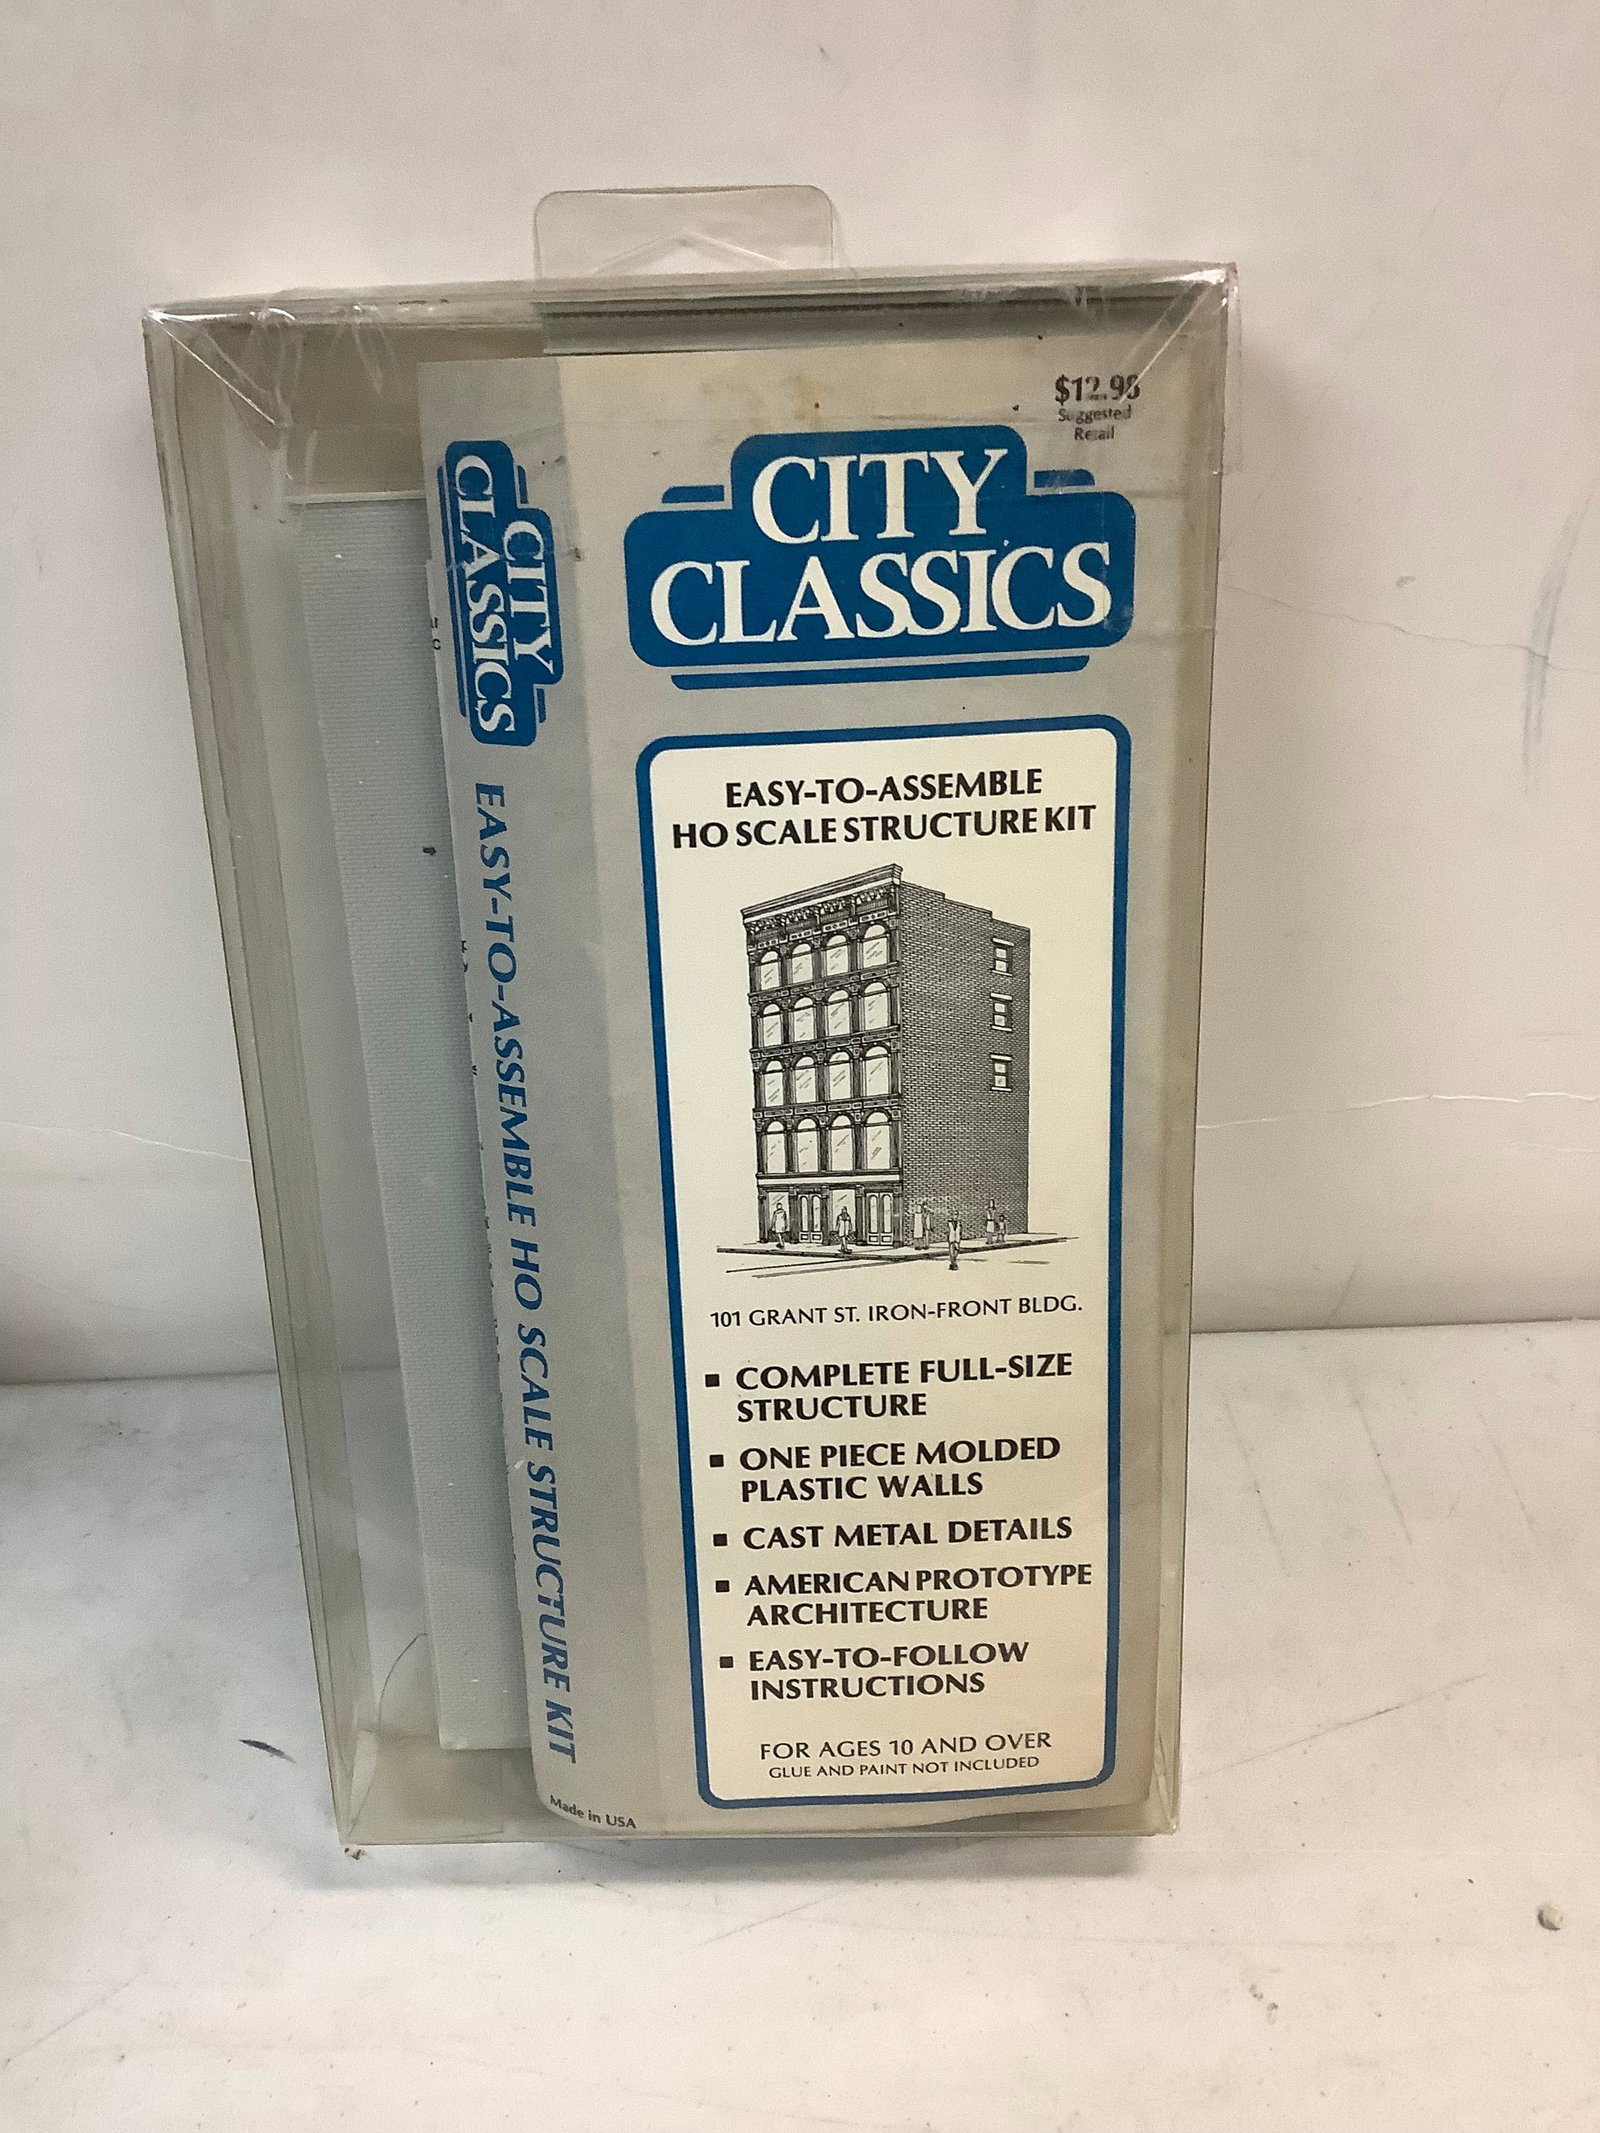 $12.98
Suggested
Retail
CITY
CLASSICS
EASY-TO-ASSEMBLE
HO SCALE STRUCTURE KIT
101 GRANT ST. IRON-FRONT BLDG.
▪ COMPLETE FULL-SIZE
STRUCTURE
▪ ONE PIECE MOLDED
PLASTIC WALLS
▪ CAST METAL DETAILS
▪ AMERICAN PROTOTYPE
ARCHITECTURE
▪ EASY-TO-FOLLOW
INSTRUCTIONS
FOR AGES 10 AND OVER
GLUE AND PAINT NOT INCLUDED
CITY
CLASSICS
EASY-TO-ASSEMBLE HO SCALE STRUCTURE KIT
Made in USA